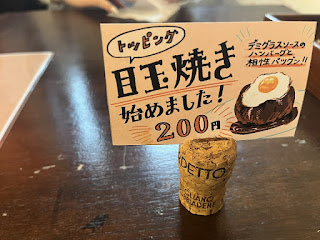 トッピング
目玉焼き
始めました！
200円
デミグラスソースの
ハンバーグと
相性バツグン!!
DETTO